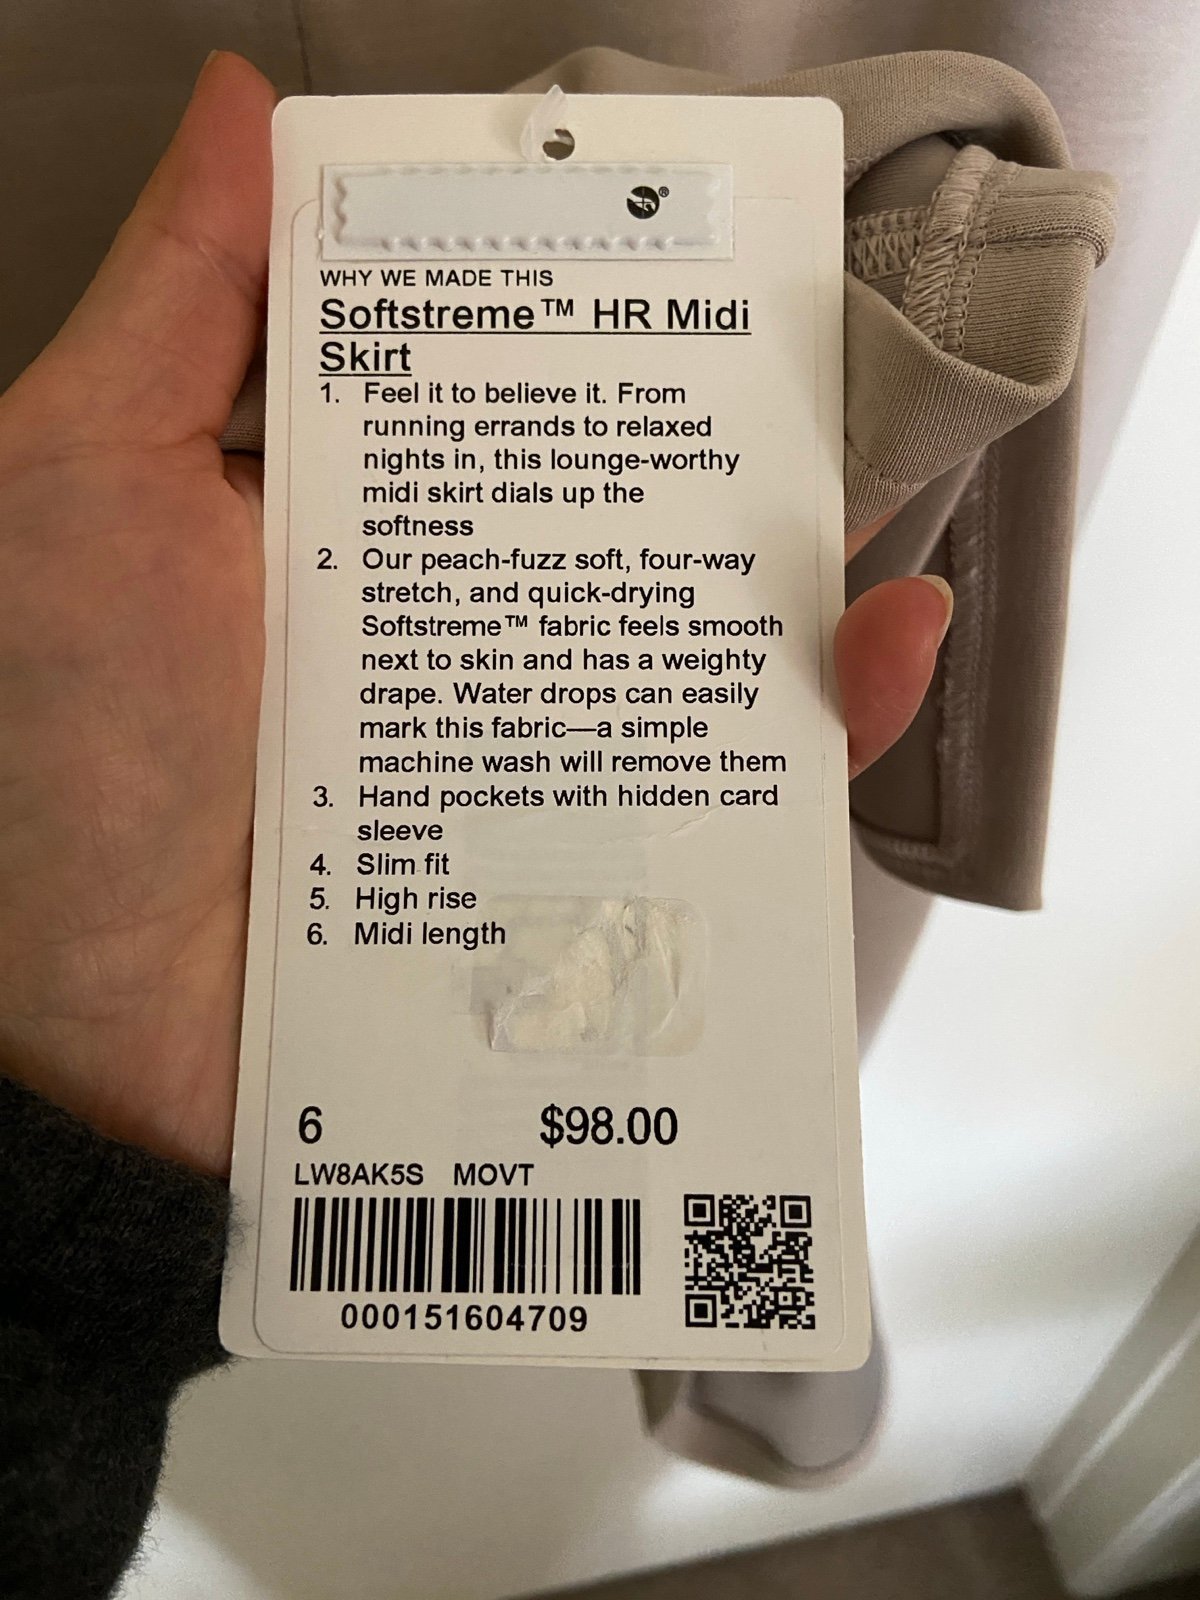 WHY WE MADE THIS
Softstreme™ HR Midi
Skirt
1. Feel it to believe it. From
running errands to relaxed
nights in, this lounge-worthy
midi skirt dials up the
softness
2. Our peach-fuzz soft, four-way
stretch, and quick-drying
Softstreme™ fabric feels smooth
next to skin and has a weighty
drape. Water drops can easily
mark this fabric—a simple
machine wash will remove them
3. Hand pockets with hidden card
sleeve
4. Slim fit
5. High rise
6. Midi length
6 $98.00
LW8AK5S MOVT
000151604709